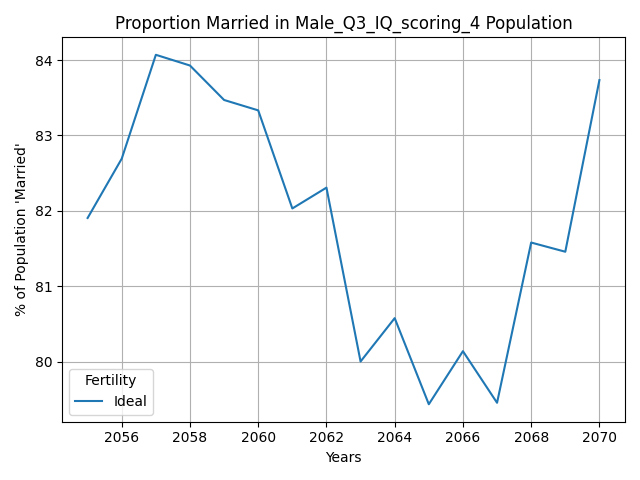 Proportion Married in Male_Q3_IQ_scoring_4 Population
% of Population 'Married'
84
83
82
81
80
Fertility
Ideal
2056 2058 2060 2062 2064 2066 2068 2070
Years